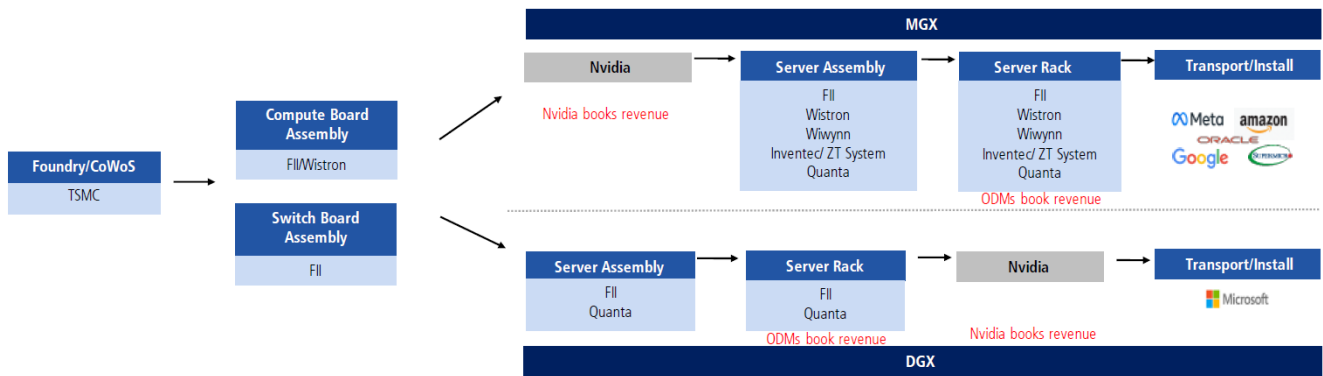 MGX
Nvidia
Nvidia books revenue
Server Assembly
FII
Wistron
Wiwynn
Inventec/ ZT System
Quanta
Server Rack
FII
Wistron
Wiwynn
Inventec/ ZT System
Quanta
ODMs book revenue
Transport/Install
Meta
amazon
ORACLE
Google
SUPERMICRO
Foundry/CoWoS
TSMC
Compute Board
Assembly
FII/Wistron
Switch Board
Assembly
FII
Server Assembly
FII
Quanta
Server Rack
FII
Quanta
ODMs book revenue
Nvidia
Nvidia books revenue
Transport/Install
Microsoft
DGX